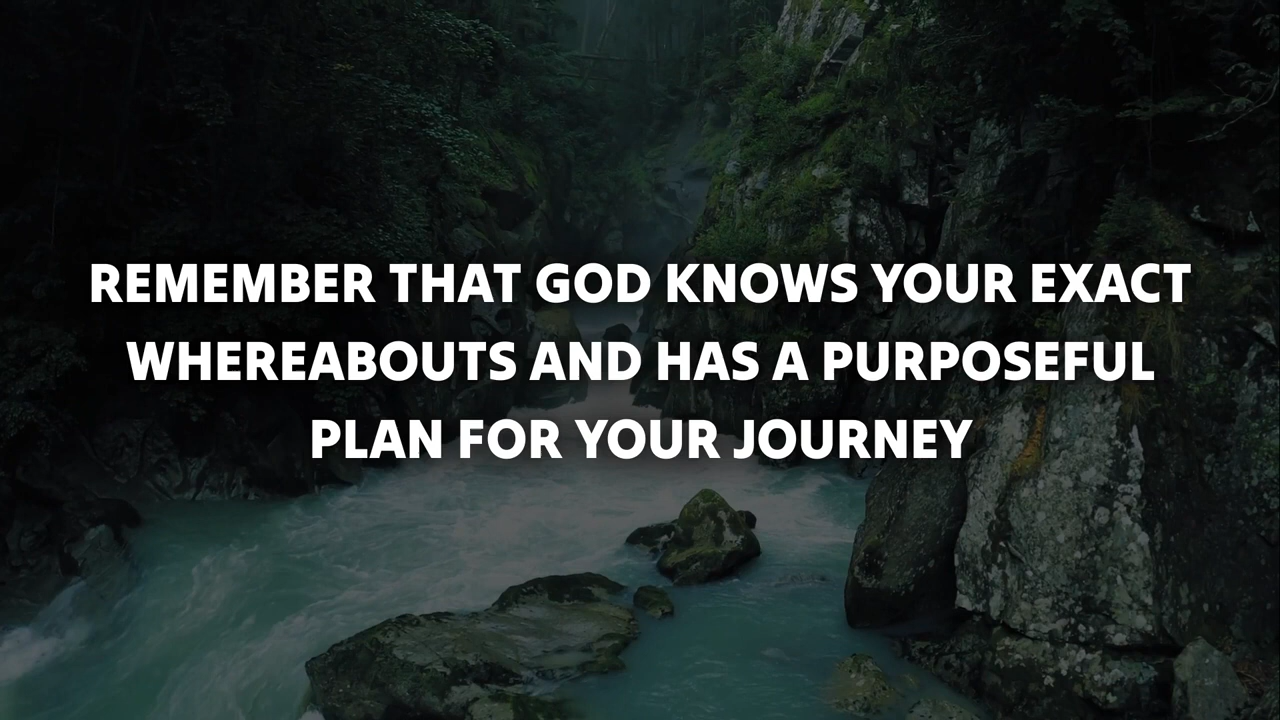 REMEMBER THAT GOD KNOWS YOUR EXACT
WHEREABOUTS AND HAS A PURPOSEFUL
PLAN FOR YOUR JOURNEY